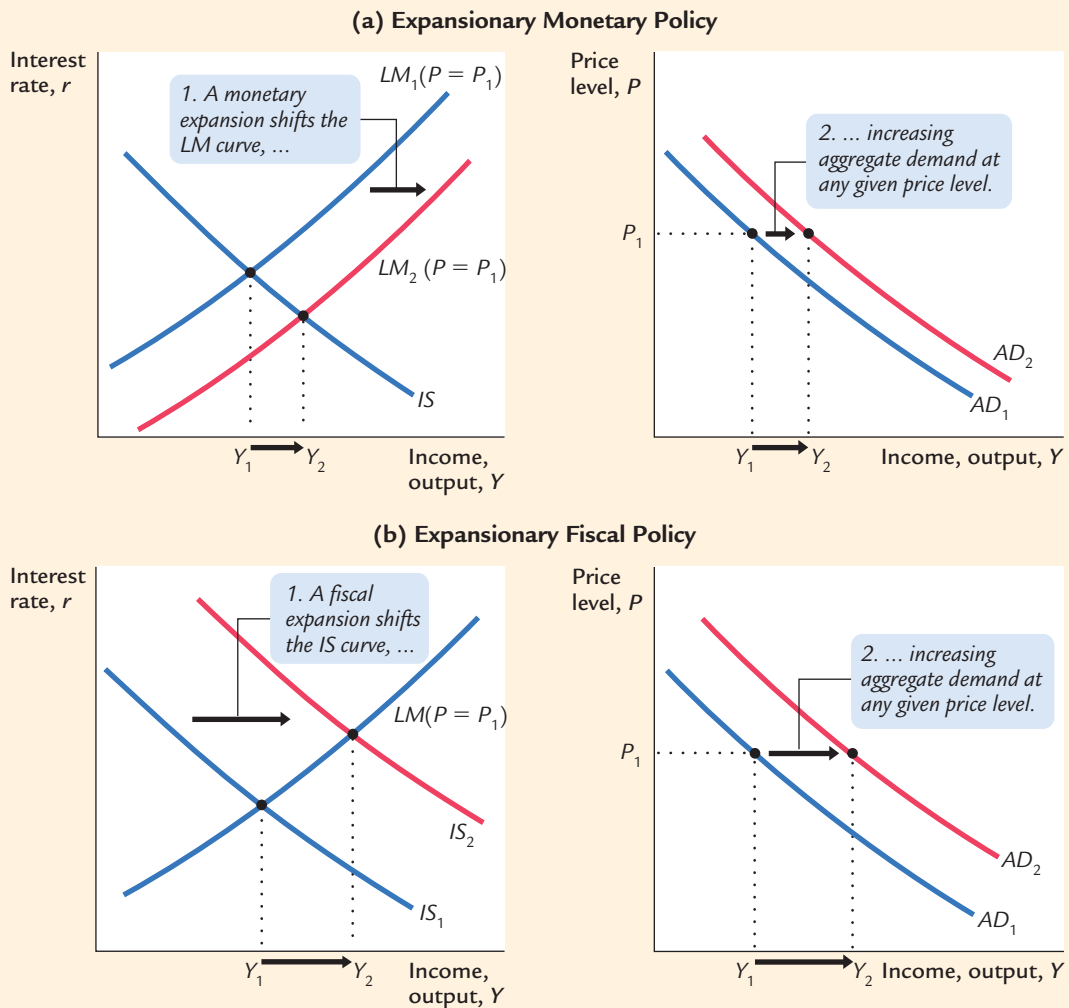 (a) Expansionary Monetary Policy
Interest
rate, r
LM₁(P = P₁)
1. A monetary
expansion shifts the
LM curve, ...
LM₂ (P = P₁)
IS
Y₁
Y₂
Income,
output, Y
Price
level, P
2. ... increasing
aggregate demand at
any given price level.
P₁
AD₂
AD₁
Y₁
Y₂
Income, output, Y
(b) Expansionary Fiscal Policy
Interest
rate, r
1. A fiscal
expansion shifts
the IS curve, ...
LM(P = P₁)
IS₂
IS₁
Y₁
Y₂
Income,
output, Y
Price
level, P
2. ... increasing
aggregate demand at
any given price level.
P₁
AD₂
AD₁
Y₁
Y₂
Income, output, Y